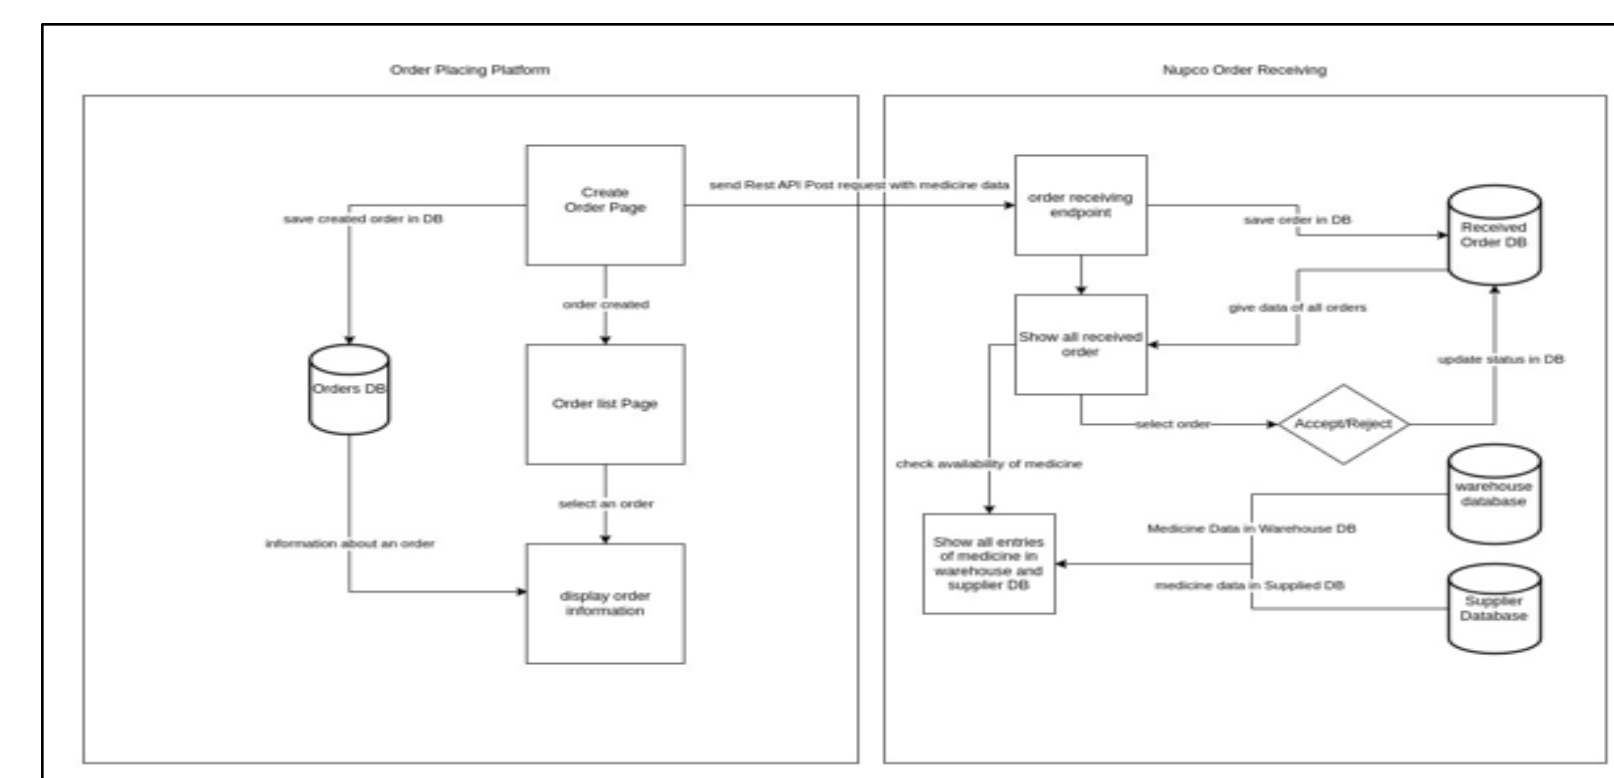 Order Placing Platform
Nupco Order Receiving
Create
Order Page
send Rest API Post request with medicine data
order receiving
endpoint
save created order in DB
save order in DB
Received
Order DB
order created
give data of all orders
Show all received
order
update status in DB
Orders DB
Order list Page
select order
Accept/Reject
check availability of medicine
warehouse
database
select an order
Medicine Data in Warehouse DB
information about an order
Show all entries
of medicine in
warehouse and
supplier DB
medicine data in Supplied DB
display order
information
Supplier
Database